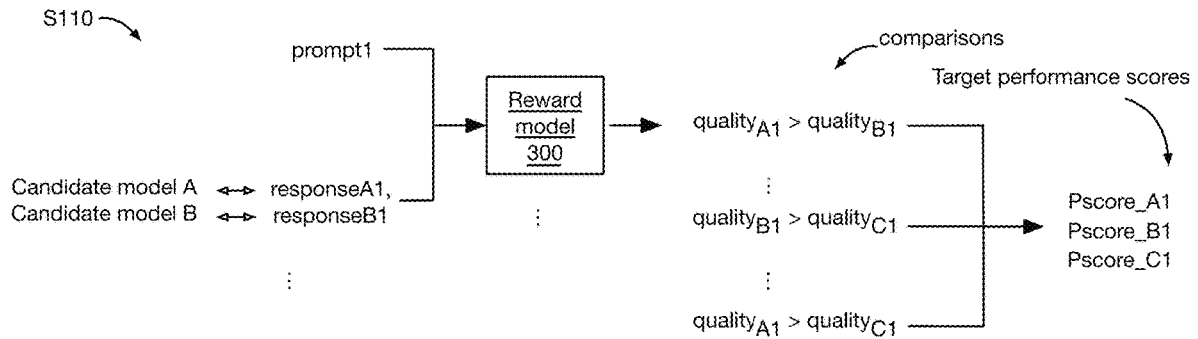 S110
prompt1
comparisons
Target performance scores
Reward
model
300
qualityA1 > qualityB1
Candidate model A ↔ responseA1,
Candidate model B ↔ responseB1
qualityB1 > qualityC1
qualityA1 > qualityC1
Pscore_A1
Pscore_B1
Pscore_C1